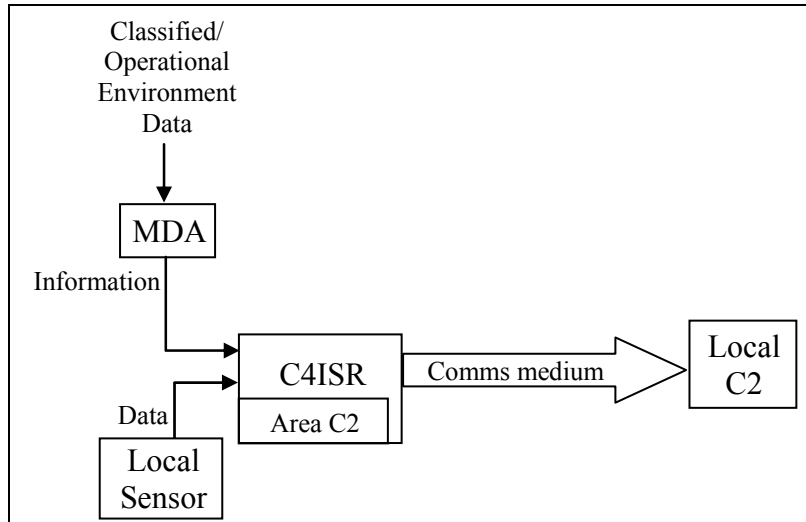 Classified/
Operational
Environment
Data
MDA
Information
C4ISR
Area C2
Comms medium
Local
C2
Data
Local
Sensor